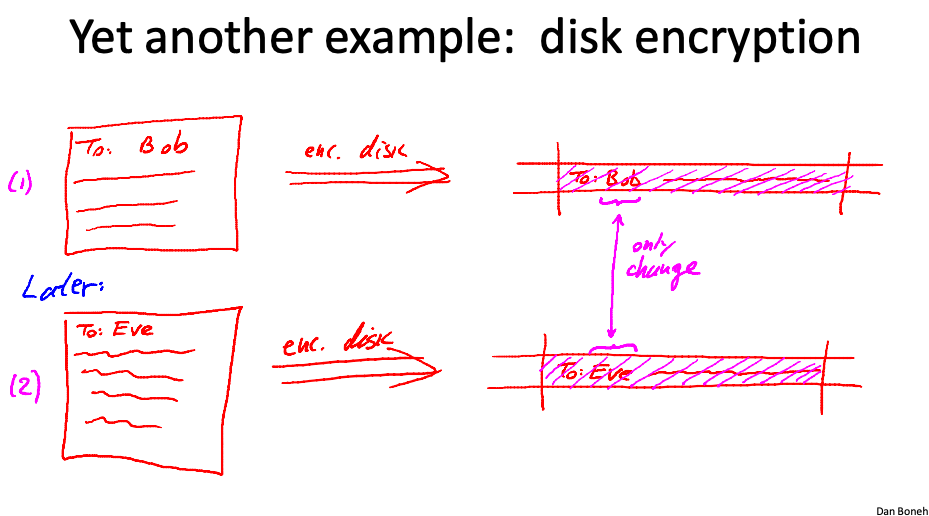 Yet another example: disk encryption
(1)
To: Bob
enc. disk
To: Bob
only
change
Later:
(2)
To: Eve
enc. disk
To: Eve
Dan Boneh